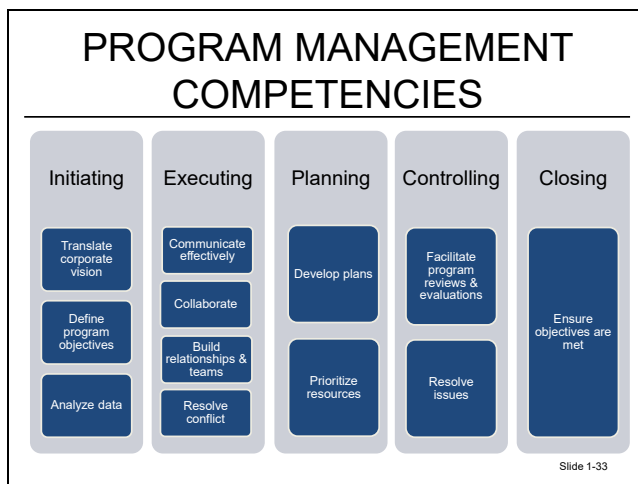 PROGRAM MANAGEMENT
COMPETENCIES
Initiating
Translate
corporate
vision
Define
program
objectives
Analyze data
Executing
Communicate
effectively
Collaborate
Build
relationships &
teams
Resolve
conflict
Planning
Develop plans
Prioritize
resources
Controlling
Facilitate
program
reviews &
evaluations
Resolve
issues
Closing
Ensure
objectives are
met
Slide 1-33